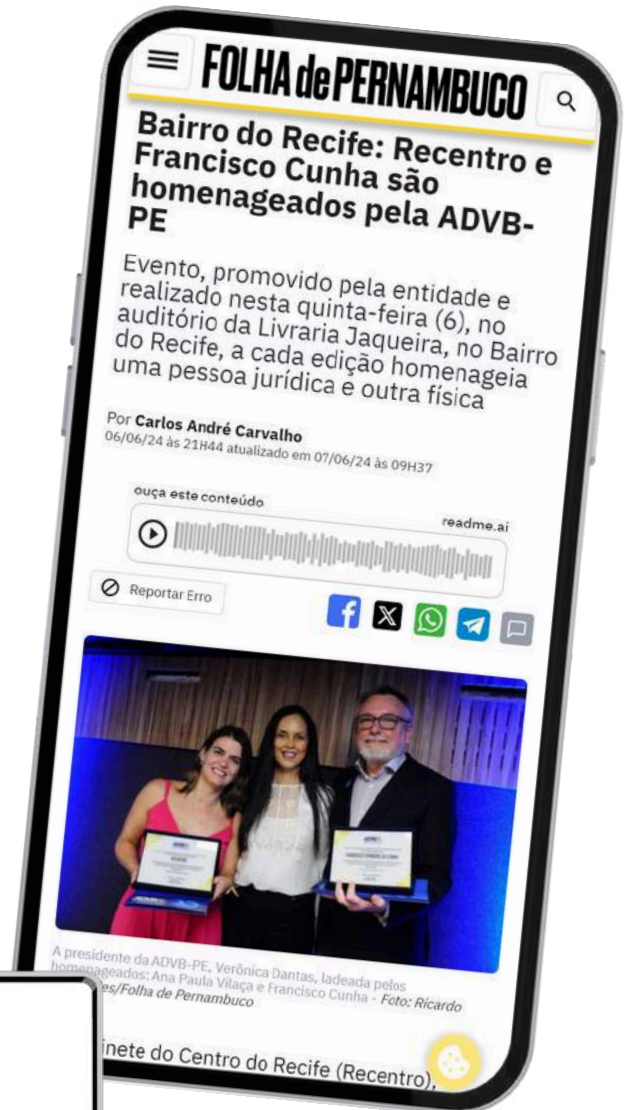 FOLHA de PERNAMBUCO
Bairro do Recife: Recentro e
Francisco Cunha são
homenageados pela ADVB-
PE
Evento, promovido pela entidade e
realizado nesta quinta-feira (6), no
auditório da Livraria Jaqueira, no Bairro
do Recife, a cada edição homenageia
uma pessoa jurídica e outra física
Por Carlos André Carvalho
06/06/24 às 21H44 atualizado em 07/06/24 às 09H37
ouça este conteúdo
readme.ai
Reportar Erro
A presidente da ADVB-PE, Verônica Dantas, ladeada pelos
homenageados: Ana Paula Vilaça e Francisco Cunha - Foto: Ricardo
es/Folha de Pernambuco
inete do Centro do Recife (Recentro),